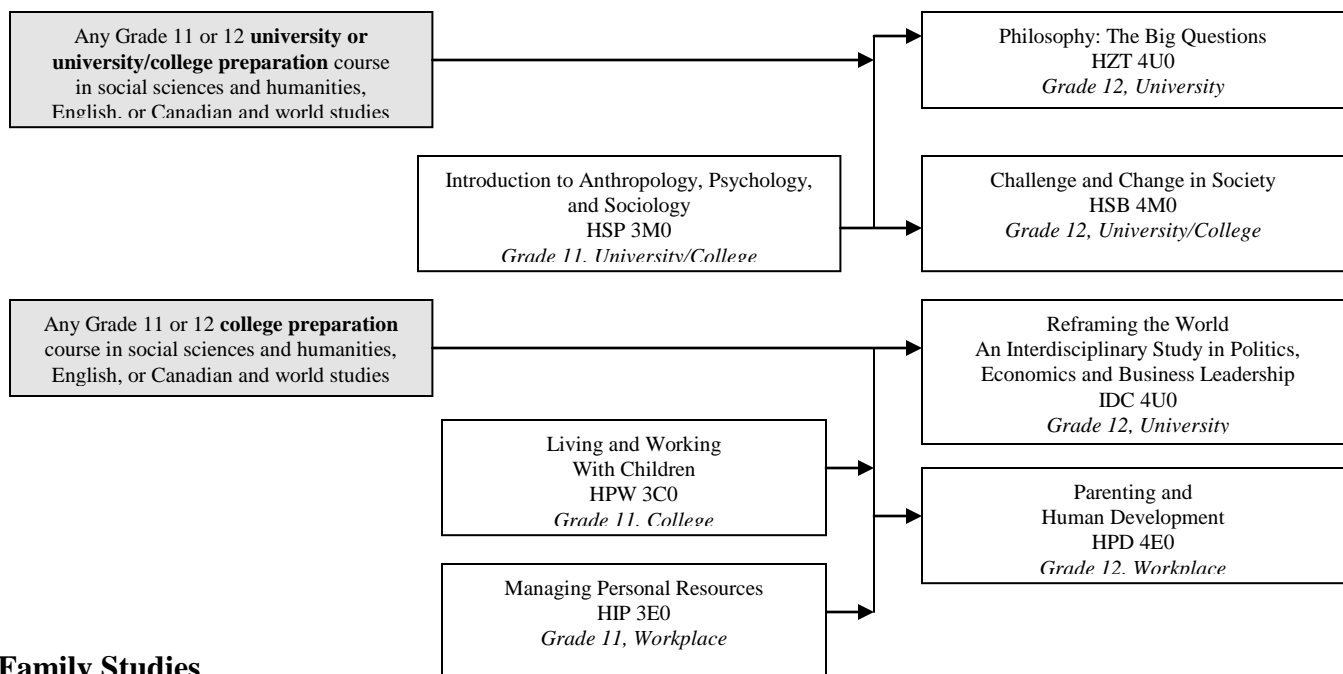 Any Grade 11 or 12 university or
university/college preparation course
in social sciences and humanities,
English, or Canadian and world studies
Philosophy: The Big Questions
HZT 4U0
Grade 12, University
Introduction to Anthropology, Psychology,
and Sociology
HSP 3M0
Grade 11, University/College
Challenge and Change in Society
HSB 4M0
Grade 12, University/College
Any Grade 11 or 12 college preparation
course in social sciences and humanities,
English, or Canadian and world studies
Reframing the World
An Interdisciplinary Study in Politics,
Economics and Business Leadership
IDC 4U0
Grade 12, University
Living and Working
With Children
HPW 3C0
Grade 11, College
Parenting and
Human Development
HPD 4E0
Grade 12, Workplace
Managing Personal Resources
HIP 3E0
Grade 11, Workplace
Family Studies